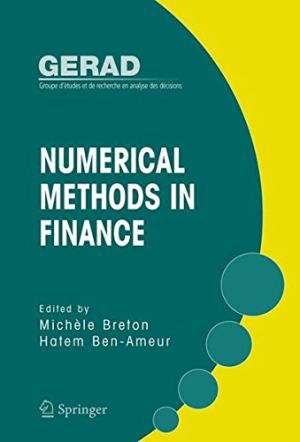 GERAD
Groupe d'études et de recherche en analyse des décisions
NUMERICAL
METHODS IN
FINANCE
Edited by
Michèle Breton
Hatem Ben-Ameur
Springer